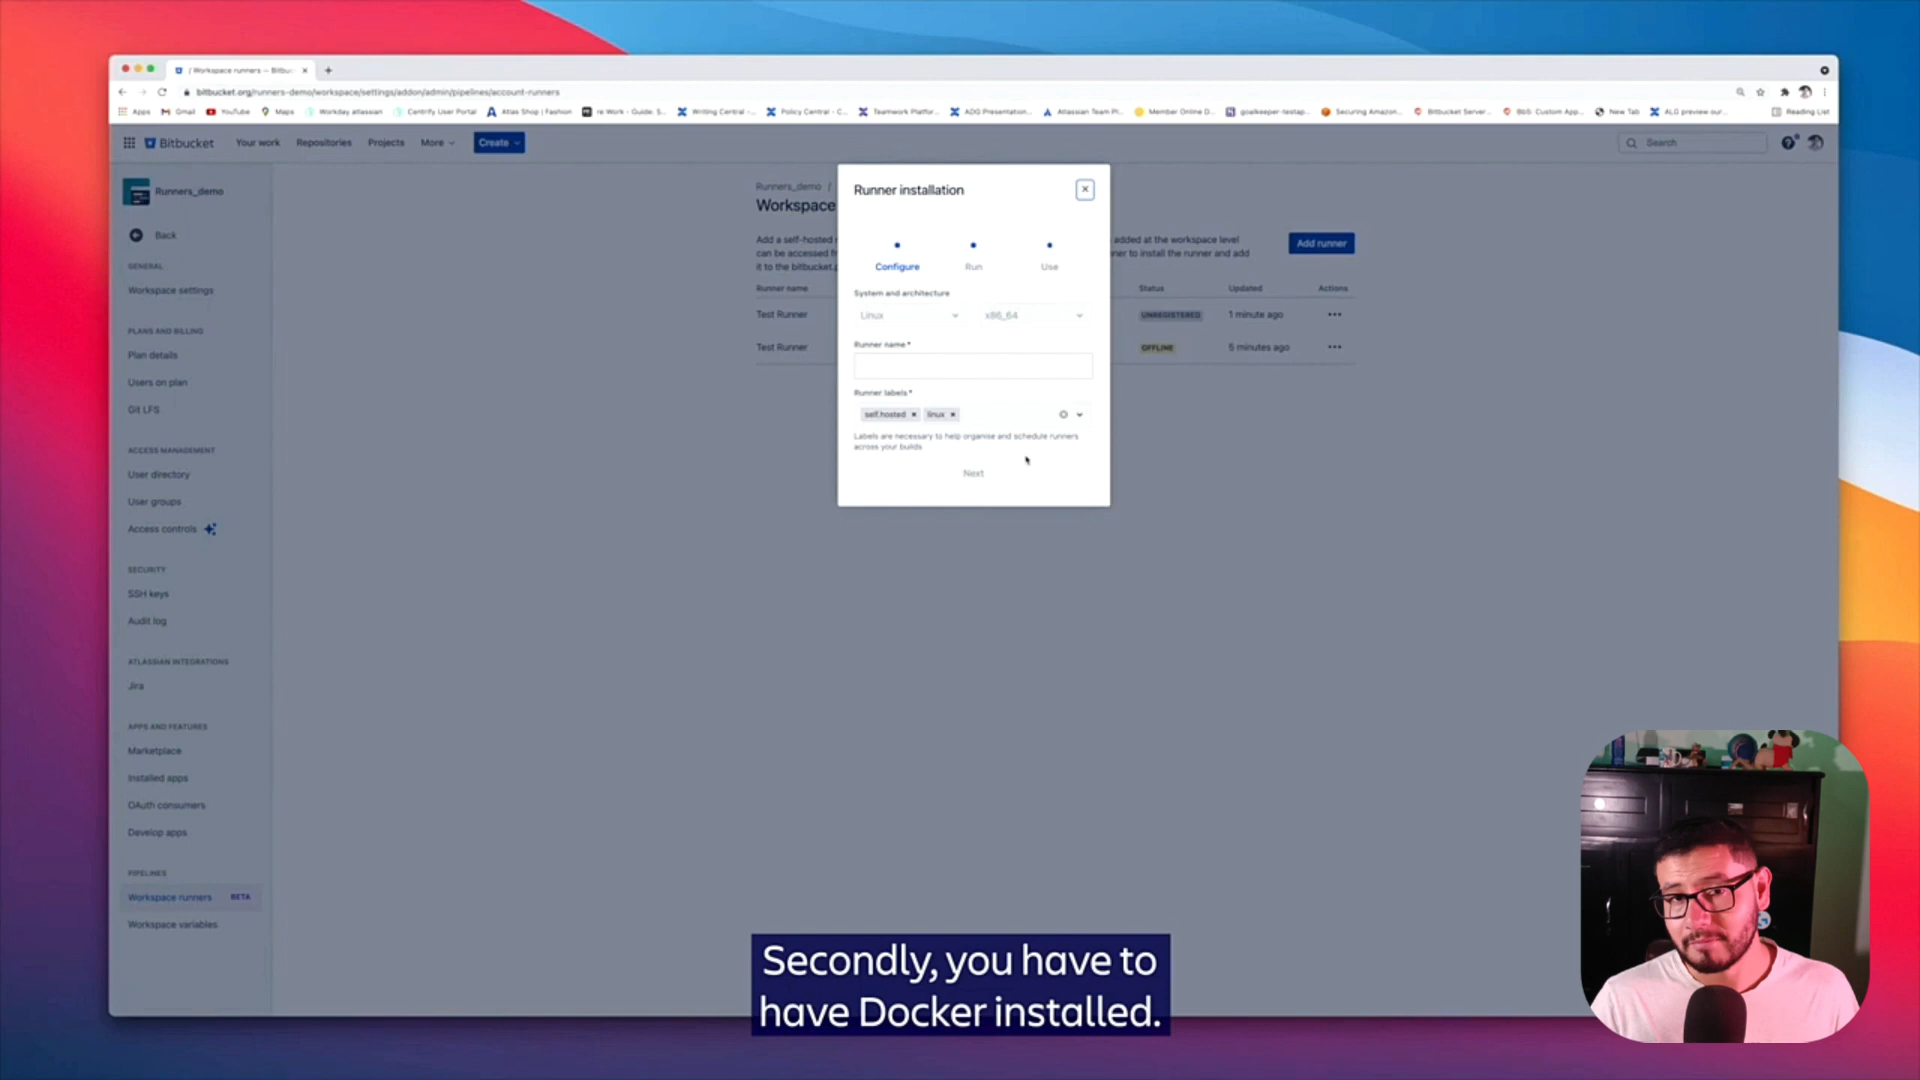 / Workspace runners — Bitbuc
bitbucket.org/runners-demo/workspace/settings/addon/admin/pipelines/account-runners
Apps Gmail YouTube Maps Workday atlassian Centrify User Portal Atlas Shop | Fashion re Work - Guide: S... Writing Central -... Policy Central - C... Teamwork Platfor... ADG Presentation... Atlassian Team Pl... Member Online D... goalkeeper-testap... Securing Amazon... Bitbucket Server... BbS: Custom App... New Tab ALG preview our... Reading List
Bitbucket Your work Repositories Projects More Create Search
Runners_demo
Back
GENERAL
Workspace settings
PLANS AND BILLING
Plan details
Users on plan
Git LFS
ACCESS MANAGEMENT
User directory
User groups
Access controls
SECURITY
SSH keys
Audit log
ATLASSIAN INTEGRATIONS
Jira
APPS AND FEATURES
Marketplace
Installed apps
OAuth consumers
Develop apps
PIPELINES
Workspace runners BETA
Workspace variables
Runners_demo /
Workspace
Add a self-hosted added at the workspace level
can be accessed to install the runner and add
it to the bitbucket.
Add runner
Runner name Status Updated Actions
Test Runner UNREGISTERED 1 minute ago
Test Runner OFFLINE 5 minutes ago
Runner installation
Configure Run Use
System and architecture
Linux x86_64
Runner name *
Runner labels *
self.hosted linux
Labels are necessary to help organise and schedule runners
across your builds
Next
Secondly, you have to
have Docker installed.